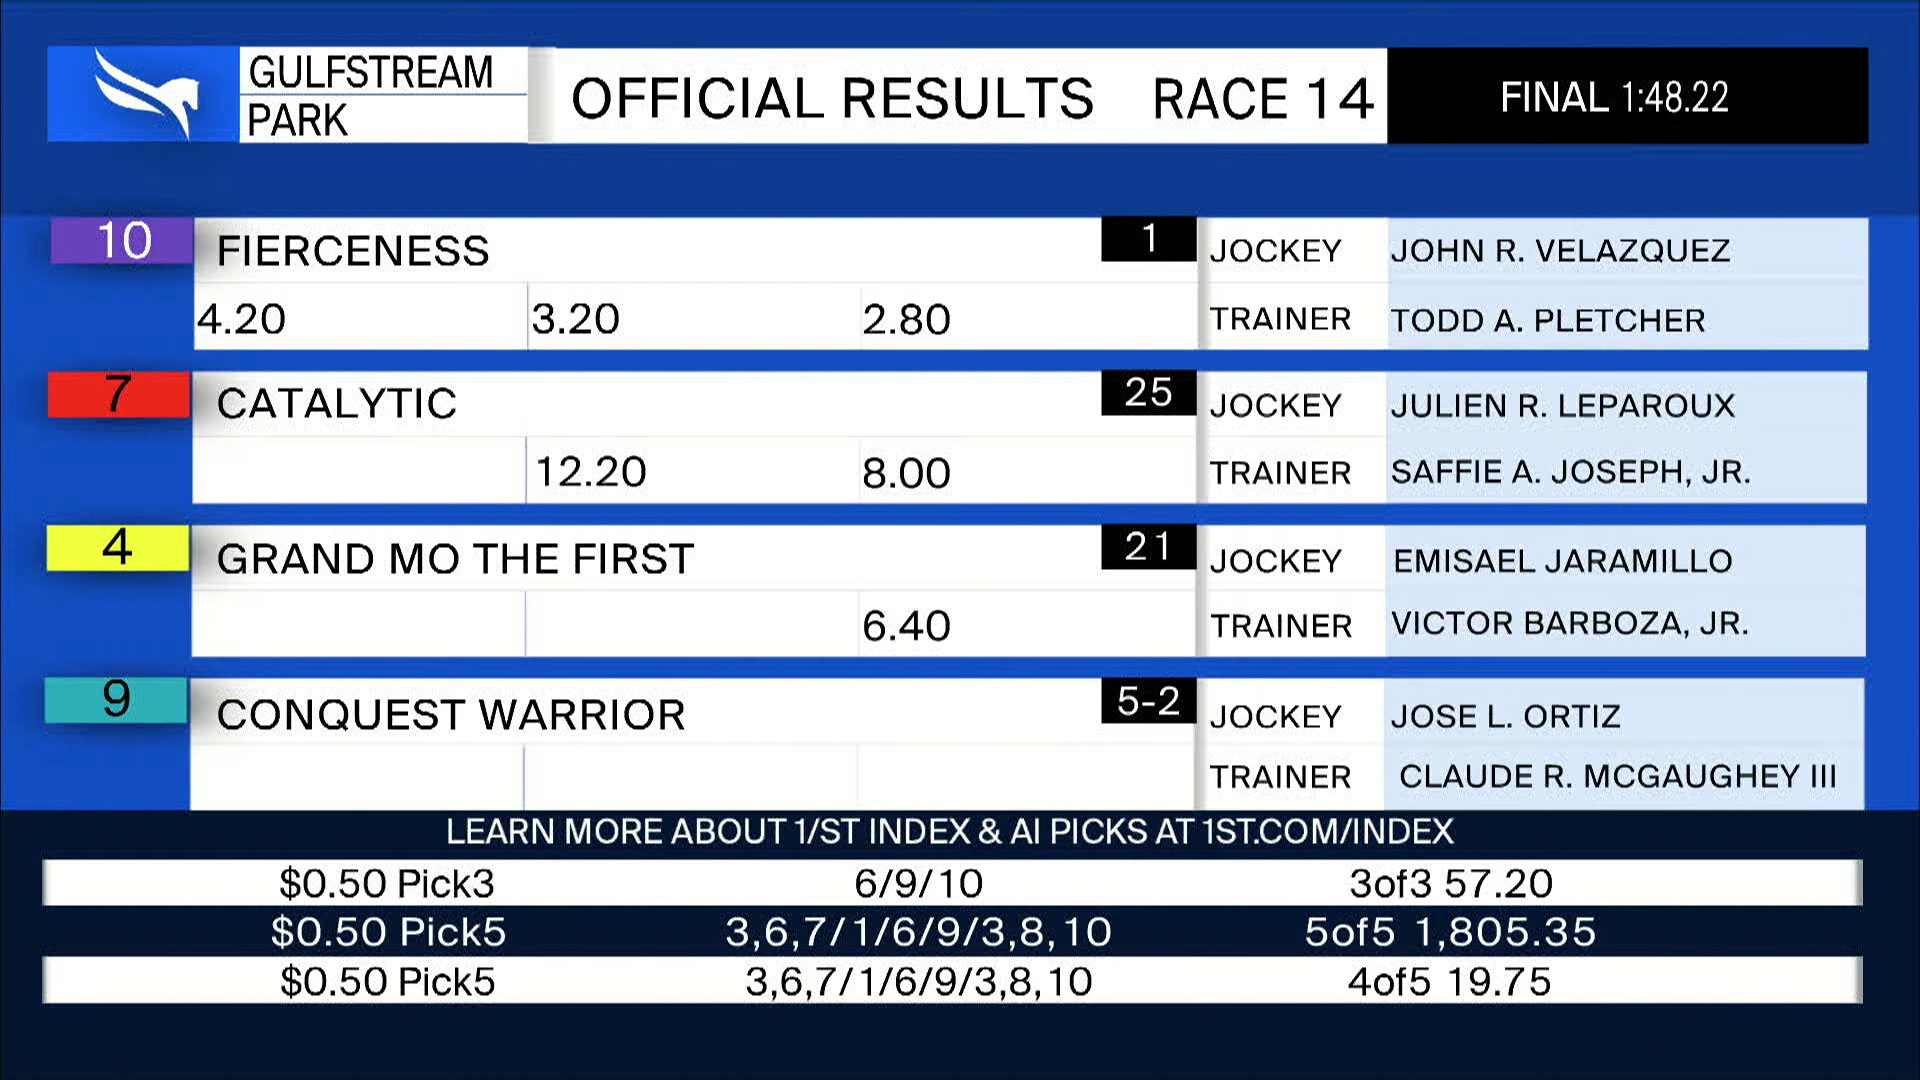 GULFSTREAM
PARK
OFFICIAL RESULTS RACE 14 FINAL 1:48.22
10 FIERCENESS 1 JOCKEY JOHN R. VELAZQUEZ
4.20 3.20 2.80 TRAINER TODD A. PLETCHER
7 CATALYTIC 25 JOCKEY JULIEN R. LEPAROUX
12.20 8.00 TRAINER SAFFIE A. JOSEPH, JR.
4 GRAND MO THE FIRST 21 JOCKEY EMISAEL JARAMILLO
6.40 TRAINER VICTOR BARBOZA, JR.
9 CONQUEST WARRIOR 5-2 JOCKEY JOSE L. ORTIZ
TRAINER CLAUDE R. MCGAUGHEY III
LEARN MORE ABOUT 1/ST INDEX & AI PICKS AT 1ST.COM/INDEX
$0.50 Pick3 6/9/10 3of3 57.20
$0.50 Pick5 3,6,7/1/6/9/3,8,10 5of5 1,805.35
$0.50 Pick5 3,6,7/1/6/9/3,8,10 4of5 19.75